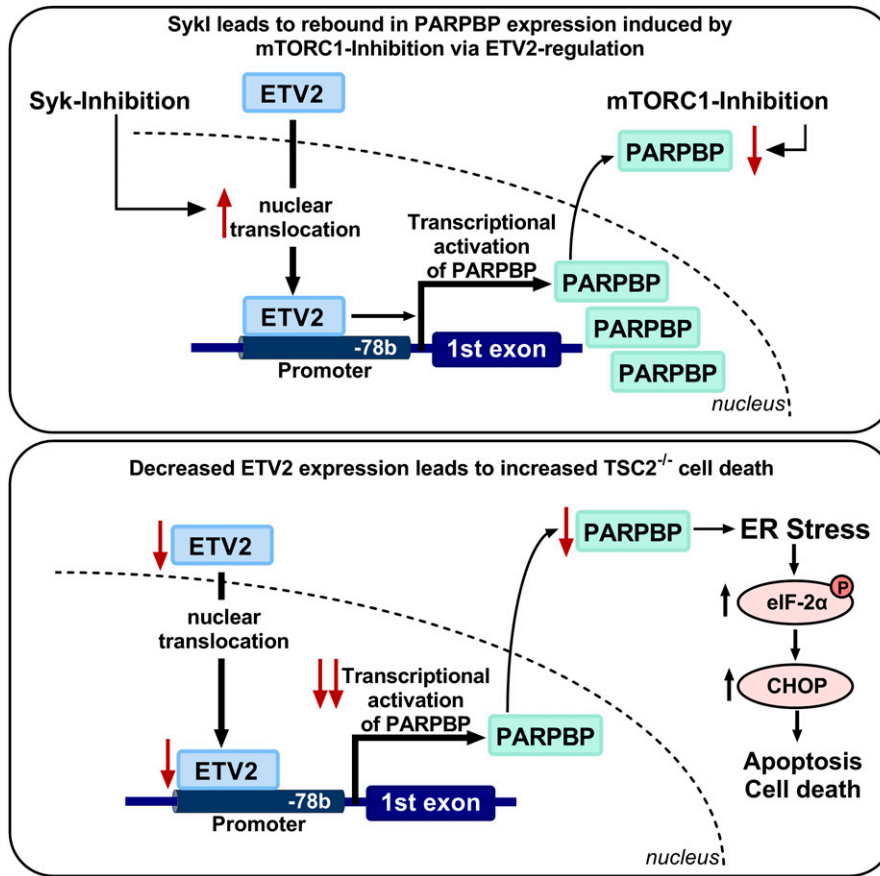 SykI leads to rebound in PARPBP expression induced by
mTORC1-Inhibition via ETV2-regulation
Syk-Inhibition
ETV2
mTORC1-Inhibition
PARPBP
nuclear
translocation
Transcriptional
activation
of PARPBP
PARPBP
ETV2
PARPBP
-78b
1st exon
Promoter
PARPBP
nucleus
Decreased ETV2 expression leads to increased TSC2-/- cell death
ETV2
PARPBP
ER Stress
P
eIF-2α
nuclear
translocation
Transcriptional
activation
of PARPBP
CHOP
PARPBP
ETV2
Apoptosis
Cell death
-78b
1st exon
Promoter
nucleus